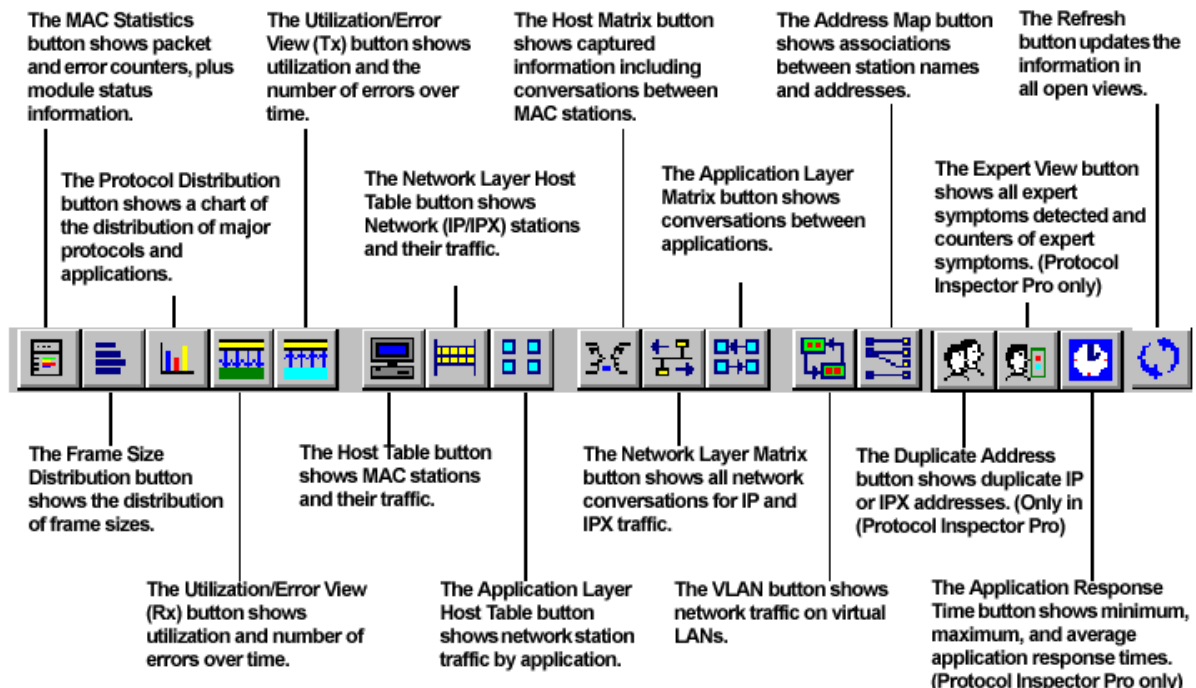 The MAC Statistics
button shows packet
and error counters, plus
module status
information.
The Utilization/Error
View (Tx) button shows
utilization and the
number of errors over
time.
The Host Matrix button
shows captured
information including
conversations between
MAC stations.
The Address Map button
shows associations
between station names
and addresses.
The Refresh
button updates the
information in
all open views.
The Protocol Distribution
button shows a chart of
the distribution of major
protocols and
applications.
The Network Layer Host
Table button shows
Network (IP/IPX) stations
and their traffic.
The Application Layer
Matrix button shows
conversations between
applications.
The Expert View button
shows all expert
symptoms detected and
counters of expert
symptoms. (Protocol
Inspector Pro only)
The Frame Size
Distribution button
shows the distribution
of frame sizes.
The Host Table button
shows MAC stations
and their traffic.
The Network Layer Matrix
button shows all network
conversations for IP and
IPX traffic.
The Duplicate Address
button shows duplicate IP
or IPX addresses. (Only in
(Protocol Inspector Pro)
The Utilization/Error View
(Rx) button shows
utilization and number of
errors over time.
The Application Layer
Host Table button
shows network station
traffic by application.
The VLAN button shows
network traffic on virtual
LANs.
The Application Response
Time button shows minimum,
maximum, and average
application response times.
(Protocol Inspector Pro only)